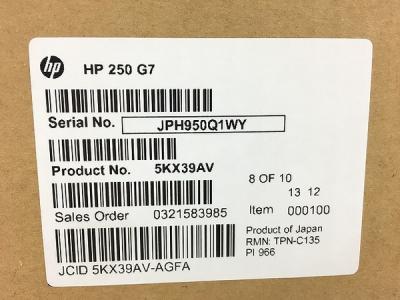 hp HP 250 G7
Serial No. JPH950Q1WY
Product No. 5KX39AV
8 OF 10
13 12
Sales Order 0321583985 Item 000100
Product of Japan
RMN: TPN-C135
PI 966
JCID 5KX39AV-AGFA